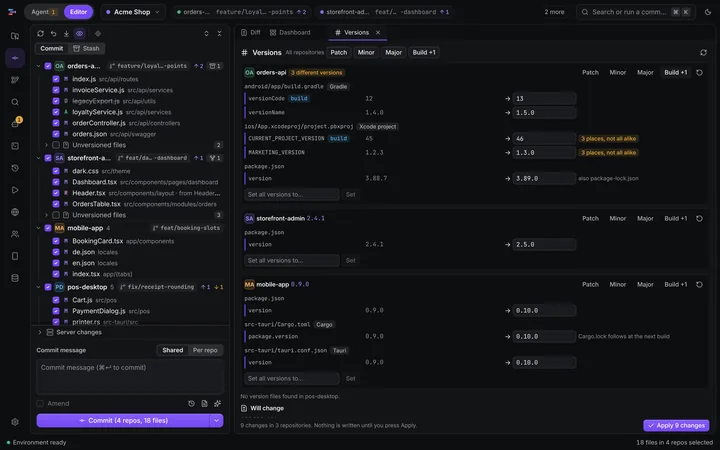 Agent 1 Editor
Acme Shop
orders-... feature/loyal...-points ↑ 2
storefront-ad... feat/...-dashboard ↑ 1
2 more
Search or run a comm... ⌘ K
Commit Stash
OA orders-a... feature/loyal...-points ↑ 2 1
M index.js src/api/routes
M invoiceService.js src/api/services
D legacyExport.js src/api/utils
A loyaltyService.js src/api/services
M orderController.js src/api/controllers
M orders.json src/api/swagger
Unversioned files 2
SA storefront-a... feat/da...-dashboard ↑ 1 1
M dark.css src/theme
M Dashboard.tsx src/components/pages/dashboard
M Header.tsx src/components/layout · from Header...
M OrdersTable.tsx src/components/modules/orders
Unversioned files 3
MA mobile-app 4 feat/booking-slots
M BookingCard.tsx app/components
M de.json locales
M en.json locales
M index.tsx app/(tabs)
PD pos-desktop 5 fix/receipt-rounding ↑ 1 ↓ 1
M Cart.js src/pos
M PaymentDialog.js src/pos
M printer.rs src-tauri/src
Server changes
Commit message Shared Per repo
Commit message (⌘↵ to commit)
Amend
Commit (4 repos, 18 files)
Environment ready
Diff Dashboard Versions ×
Versions All repositories Patch Minor Major Build +1
OA orders-api 3 different versions Patch Minor Major Build +1
android/app/build.gradle Gradle
versionCode build 12 → 13
versionName 1.4.0 → 1.5.0
ios/App.xcodeproj/project.pbxproj Xcode project
CURRENT_PROJECT_VERSION build 45 → 46 3 places, not all alike
MARKETING_VERSION 1.2.3 → 1.3.0 3 places, not all alike
package.json
version 3.88.7 → 3.89.0 also package-lock.json
Set all versions to... Set
SA storefront-admin 2.4.1 Patch Minor Major Build +1
package.json
version 2.4.1 → 2.5.0
Set all versions to... Set
MA mobile-app 0.9.0 Patch Minor Major Build +1
package.json
version 0.9.0 → 0.10.0
src-tauri/Cargo.toml Cargo
package.version 0.9.0 → 0.10.0 Cargo.lock follows at the next build
src-tauri/tauri.conf.json Tauri
version 0.9.0 → 0.10.0
Set all versions to... Set
No version files found in pos-desktop.
Will change
9 changes in 3 repositories. Nothing is written until you press Apply.
Apply 9 changes
18 files in 4 repos selected